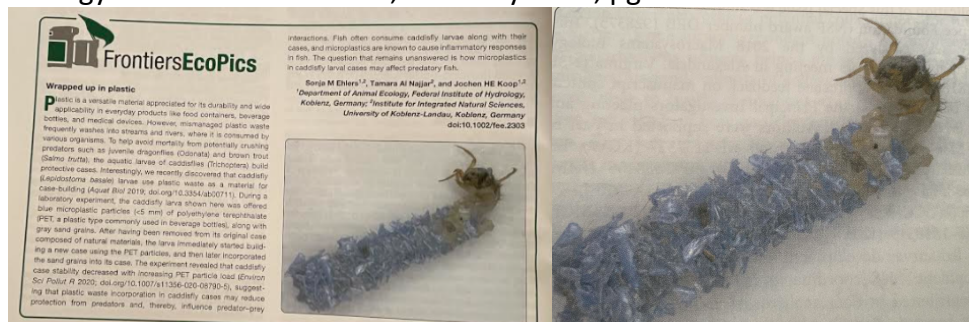 FrontiersEcoPics
Wrapped up in plastic
Plastic is a versatile material appreciated for its durability and wide
applicability in everyday products like food containers, beverage
bottles, and medical devices. However, mismanaged plastic waste
frequently washes into streams and rivers, where it is consumed by
various organisms. To help avoid mortality from potentially crushing
predators such as juvenile dragonflies (Odonata) and brown trout
(Salmo trutta), the aquatic larvae of caddisflies (Trichoptera) build
protective cases. Interestingly, we recently discovered that caddisfly
(Lepidostoma basale) larvae use plastic waste as a material for
case-building (Aquat Biol 2019; doi.org/10.3354/ab00711). During a
laboratory experiment, the caddisfly larva shown here was offered
blue microplastic particles (<5 mm) of polyethylene terephthalate
(PET, a plastic type commonly used in beverage bottles), along with
gray sand grains. After having been removed from its original case
composed of natural materials, the larva immediately started build-
ing a new case using the PET particles, and then later incorporated
the sand grains into its case. The experiment revealed that caddisfly
case stability decreased with increasing PET particle load (Environ
Sci Pollut R 2020; doi.org/10.1007/s11356-020-08790-5), suggest-
ing that plastic waste incorporation in caddisfly cases may reduce
protection from predators and, thereby, influence predator–prey
interactions. Fish often consume caddisfly larvae along with their
cases, and microplastics are known to cause inflammatory responses
in fish. The question that remains unanswered is how microplastics
in caddisfly larval cases may affect predatory fish.
Sonja M Ehlers1,2, Tamara Al Najjar2, and Jochen HE Koop1,2
1Department of Animal Ecology, Federal Institute of Hydrology,
Koblenz, Germany; 2Institute for Integrated Natural Sciences,
University of Koblenz-Landau, Koblenz, Germany
doi:10.1002/fee.2303